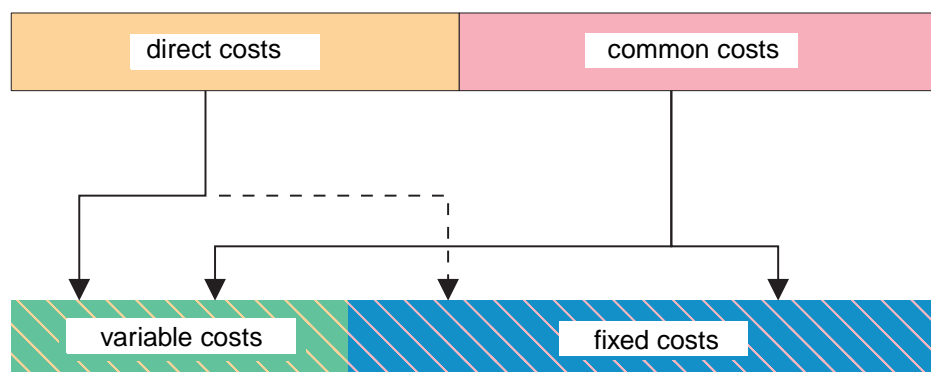 direct costs
common costs
variable costs
fixed costs